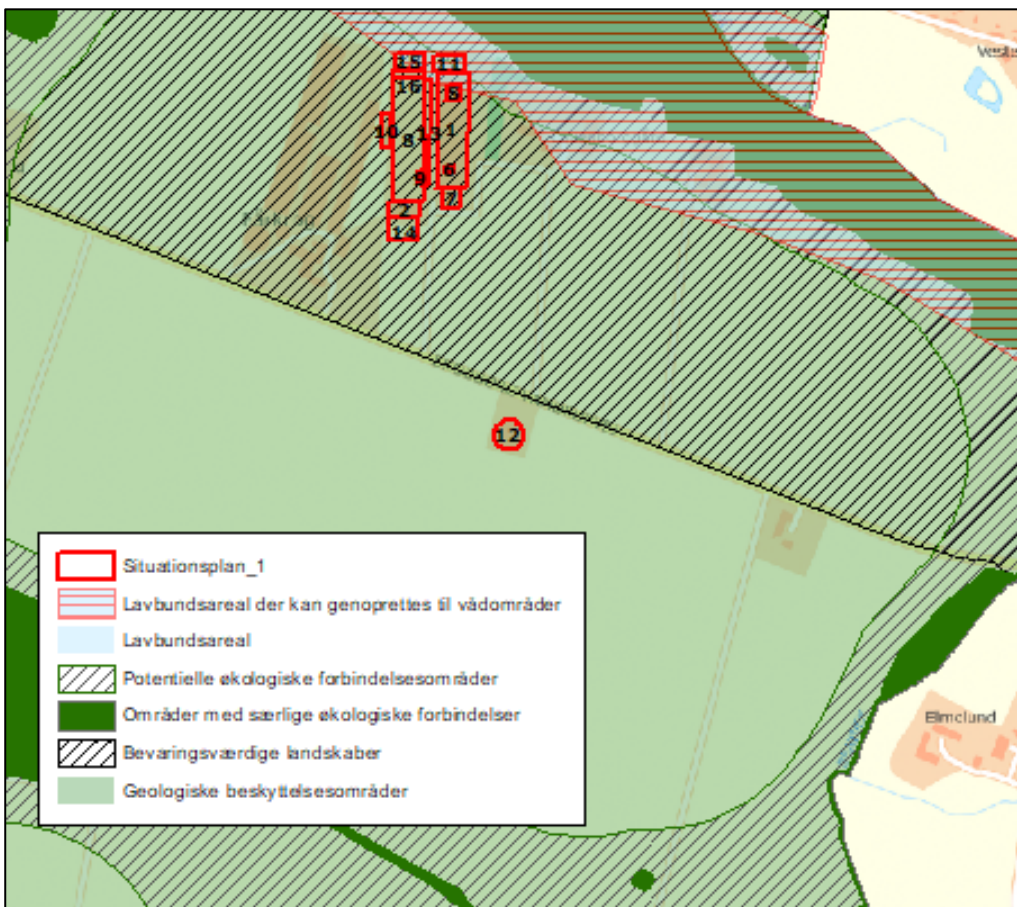 15 11
16 5
10 8 13 1
9 6
2 7
14
12
Situationsplan_1
Lavbundsareal der kan genoprettes til vådområder
Lavbundsareal
Potentielle økologiske forbindelsesområder
Områder med særlige økologiske forbindelser
Bevaringsværdige landskaber
Geologiske beskyttelsesområder
Elmelund